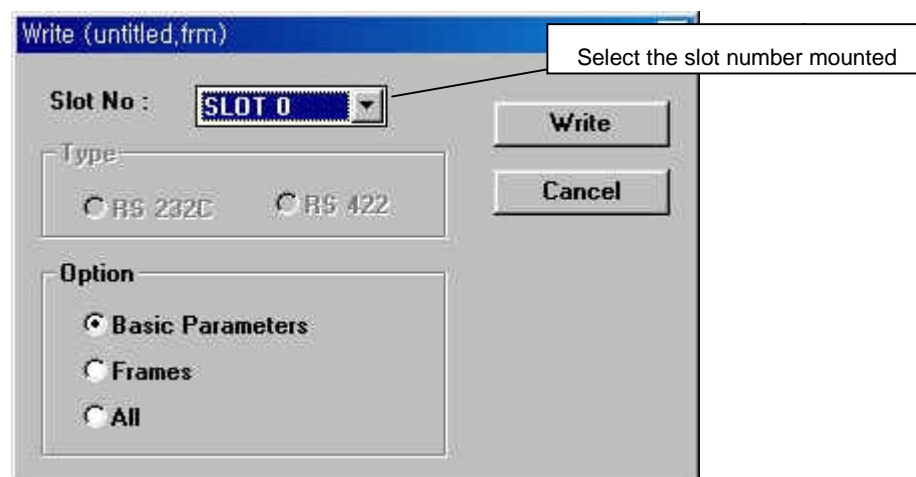 Write (untitled,frm)
Select the slot number mounted
Slot No :
SLOT 0
Write
Type
RS 232C
RS 422
Cancel
Option
Basic Parameters
Frames
All